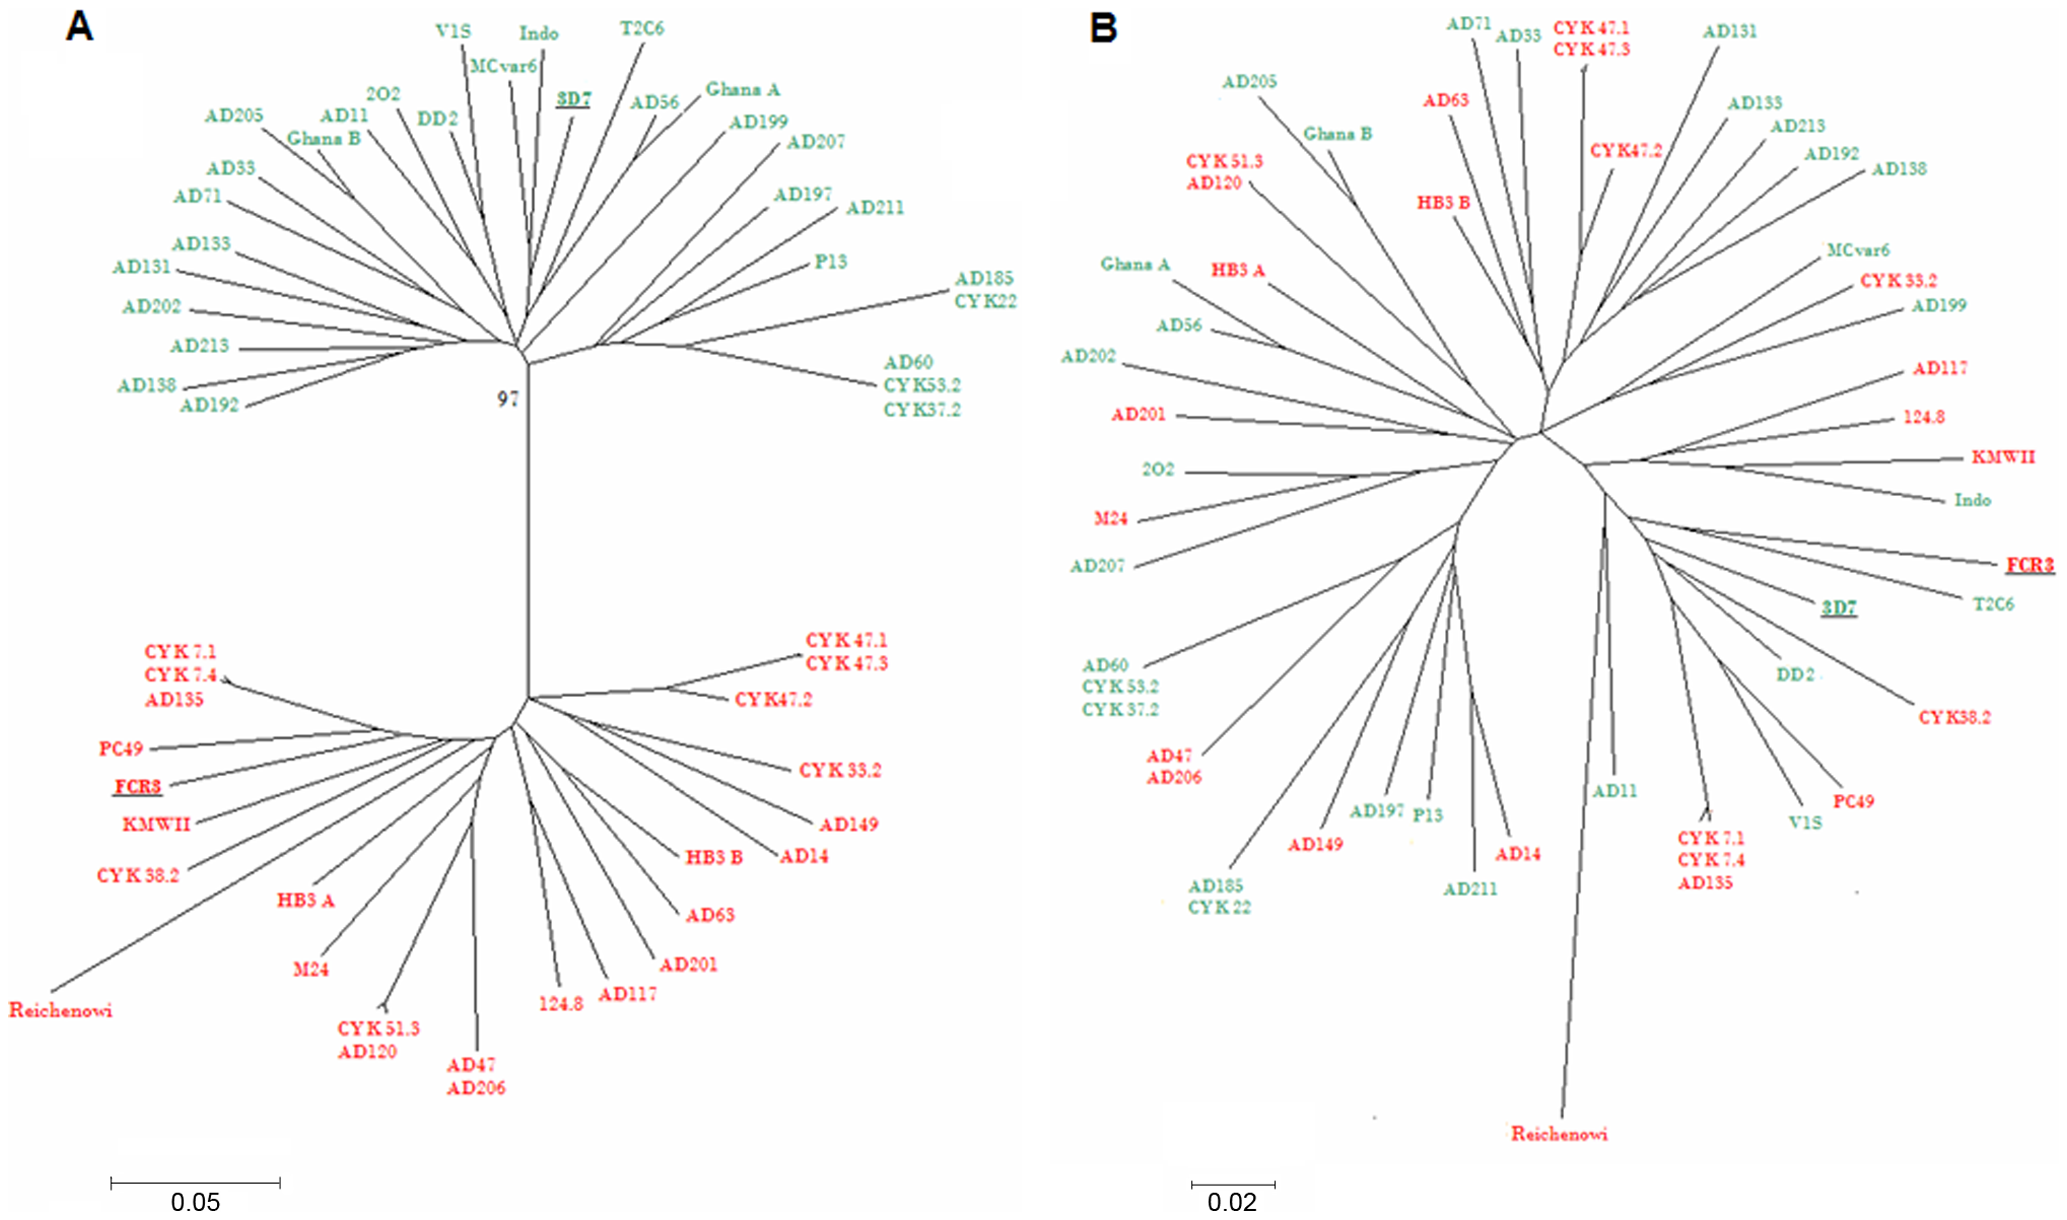 A
V1S
Indo
T2C6
MCvar6
2O2
3D7
Ghana A
AD205
AD11
DD2
AD56
AD199
Ghana B
AD207
AD33
AD71
AD197
AD211
AD133
AD131
P13
AD202
AD185
CYK22
AD213
AD60
AD138
CYK53.2
AD192
CYK37.2
97
CYK 7.1
CYK 7.4
AD135
CYK 47.1
CYK 47.3
CYK47.2
PC49
FCR3
CYK 33.2
KMWII
AD149
CYK 38.2
HB3 B
AD14
HB3 A
AD63
M24
AD201
124.8
AD117
Reichenowi
CYK 51.3
AD120
AD47
AD206
0.05
B
AD71
AD33
CYK 47.1
CYK 47.3
AD131
AD205
AD63
AD133
Ghana B
AD213
CYK 51.3
AD120
CYK47.2
AD192
AD138
HB3 B
MCvar6
Ghana A
HB3 A
CYK 33.2
AD199
AD56
AD202
AD117
AD201
124.8
2O2
KMWII
Indo
M24
AD207
FCR3
T2C6
3D7
AD60
CYK 53.2
CYK 37.2
DD2
CYK38.2
AD47
AD206
AD11
AD197
P13
PC49
V1S
AD149
AD14
CYK 7.1
CYK 7.4
AD135
AD185
CYK 22
AD211
Reichenowi
0.02